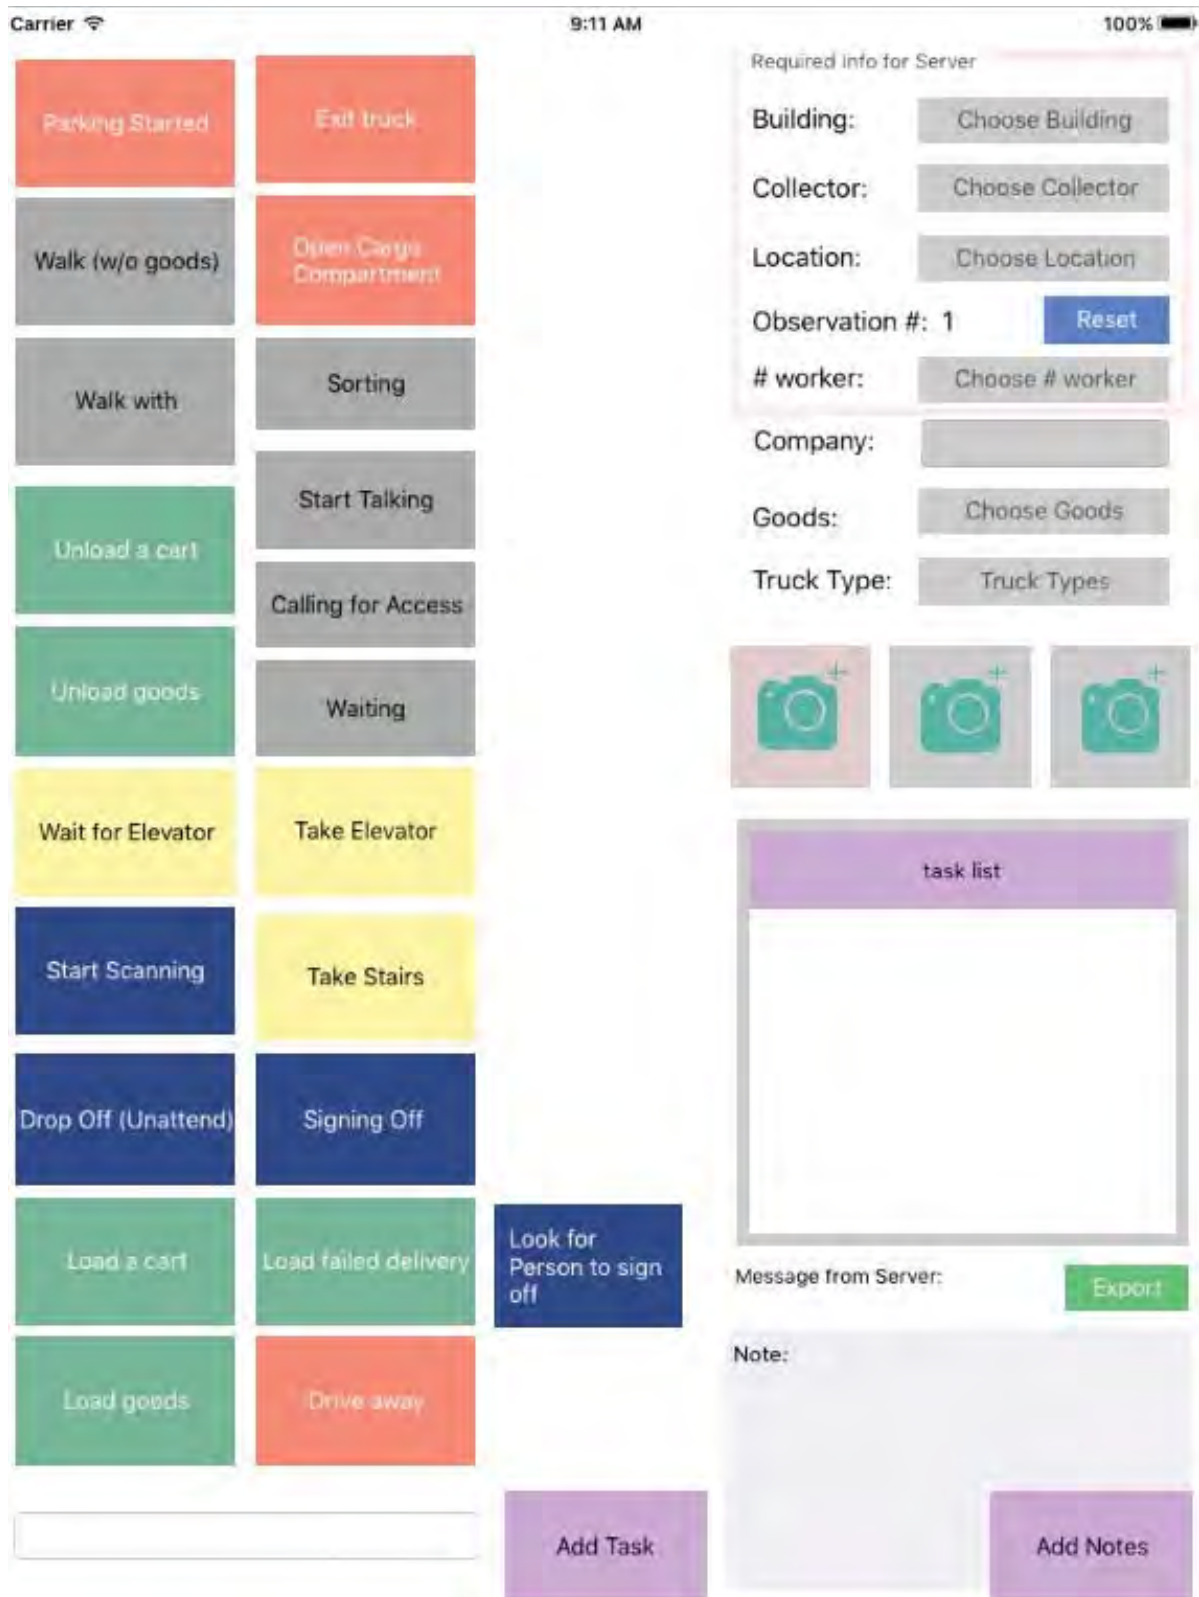 Carrier
9:11 AM
100%
Parking Started
Exit truck
Walk (w/o goods)
Open Cargo
Compartment
Walk with
Sorting
Start Talking
Unload a cart
Calling for Access
Unload goods
Waiting
Wait for Elevator
Take Elevator
Start Scanning
Take Stairs
Drop Off (Unattend)
Signing Off
Load a cart
Load failed delivery
Look for
Person to sign
off
Load goods
Drive away
Add Task
Required info for Server
Building:
Choose Building
Collector:
Choose Collector
Location:
Choose Location
Observation #: 1
Reset
# worker:
Choose # worker
Company:
Goods:
Choose Goods
Truck Type:
Truck Types
task list
Message from Server:
Export
Note:
Add Notes